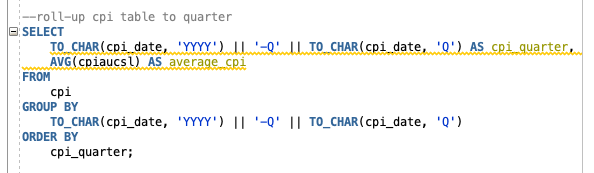 --roll-up cpi table to quarter
SELECT
TO_CHAR(cpi_date, 'YYYY') || '-Q' || TO_CHAR(cpi_date, 'Q') AS cpi_quarter,
AVG(cpiaucsl) AS average_cpi
FROM
cpi
GROUP BY
TO_CHAR(cpi_date, 'YYYY') || '-Q' || TO_CHAR(cpi_date, 'Q')
ORDER BY
cpi_quarter;